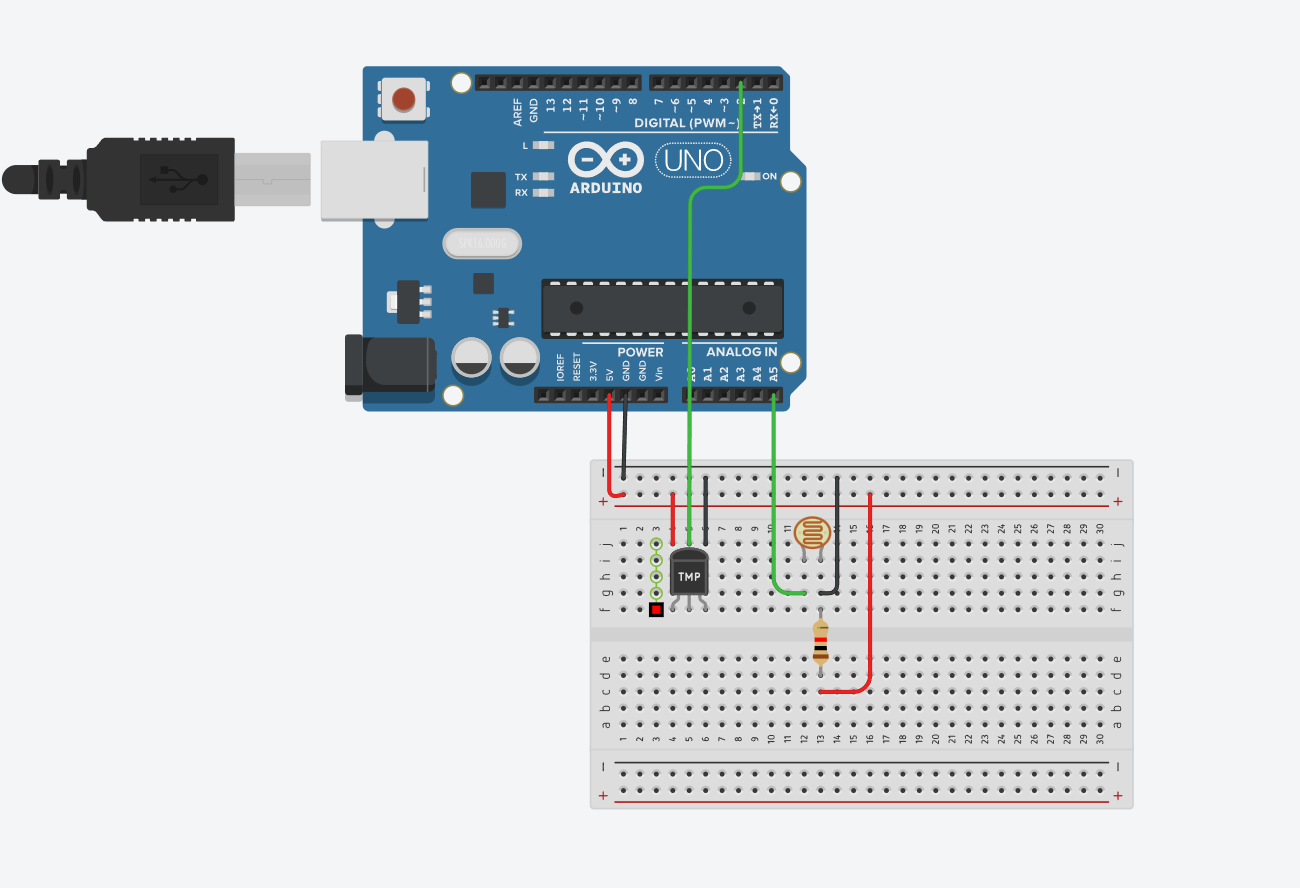 AREF
GND
13
12
~11
~10
~9
8
7
~6
~5
4
~3
2
TX→1
RX←0
DIGITAL (PWM~)
L
TX
RX
ARDUINO
UNO
ON
POWER
ANALOG IN
IOREF
RESET
3.3V
5V
GND
GND
Vin
A0
A1
A2
A3
A4
A5
− −
+ +
1 2 3 4 5 6 7 8 9 10 11 14 15 16 17 18 19 20 21 22 23 24 25 26 27 28 29 30
j j
i i
h h
TMP
g g
f f
e e
d d
c c
b b
a a
1 2 3 4 5 6 7 8 9 10 11 12 13 14 15 16 17 18 19 20 21 22 23 24 25 26 27 28 29 30
− −
+ +